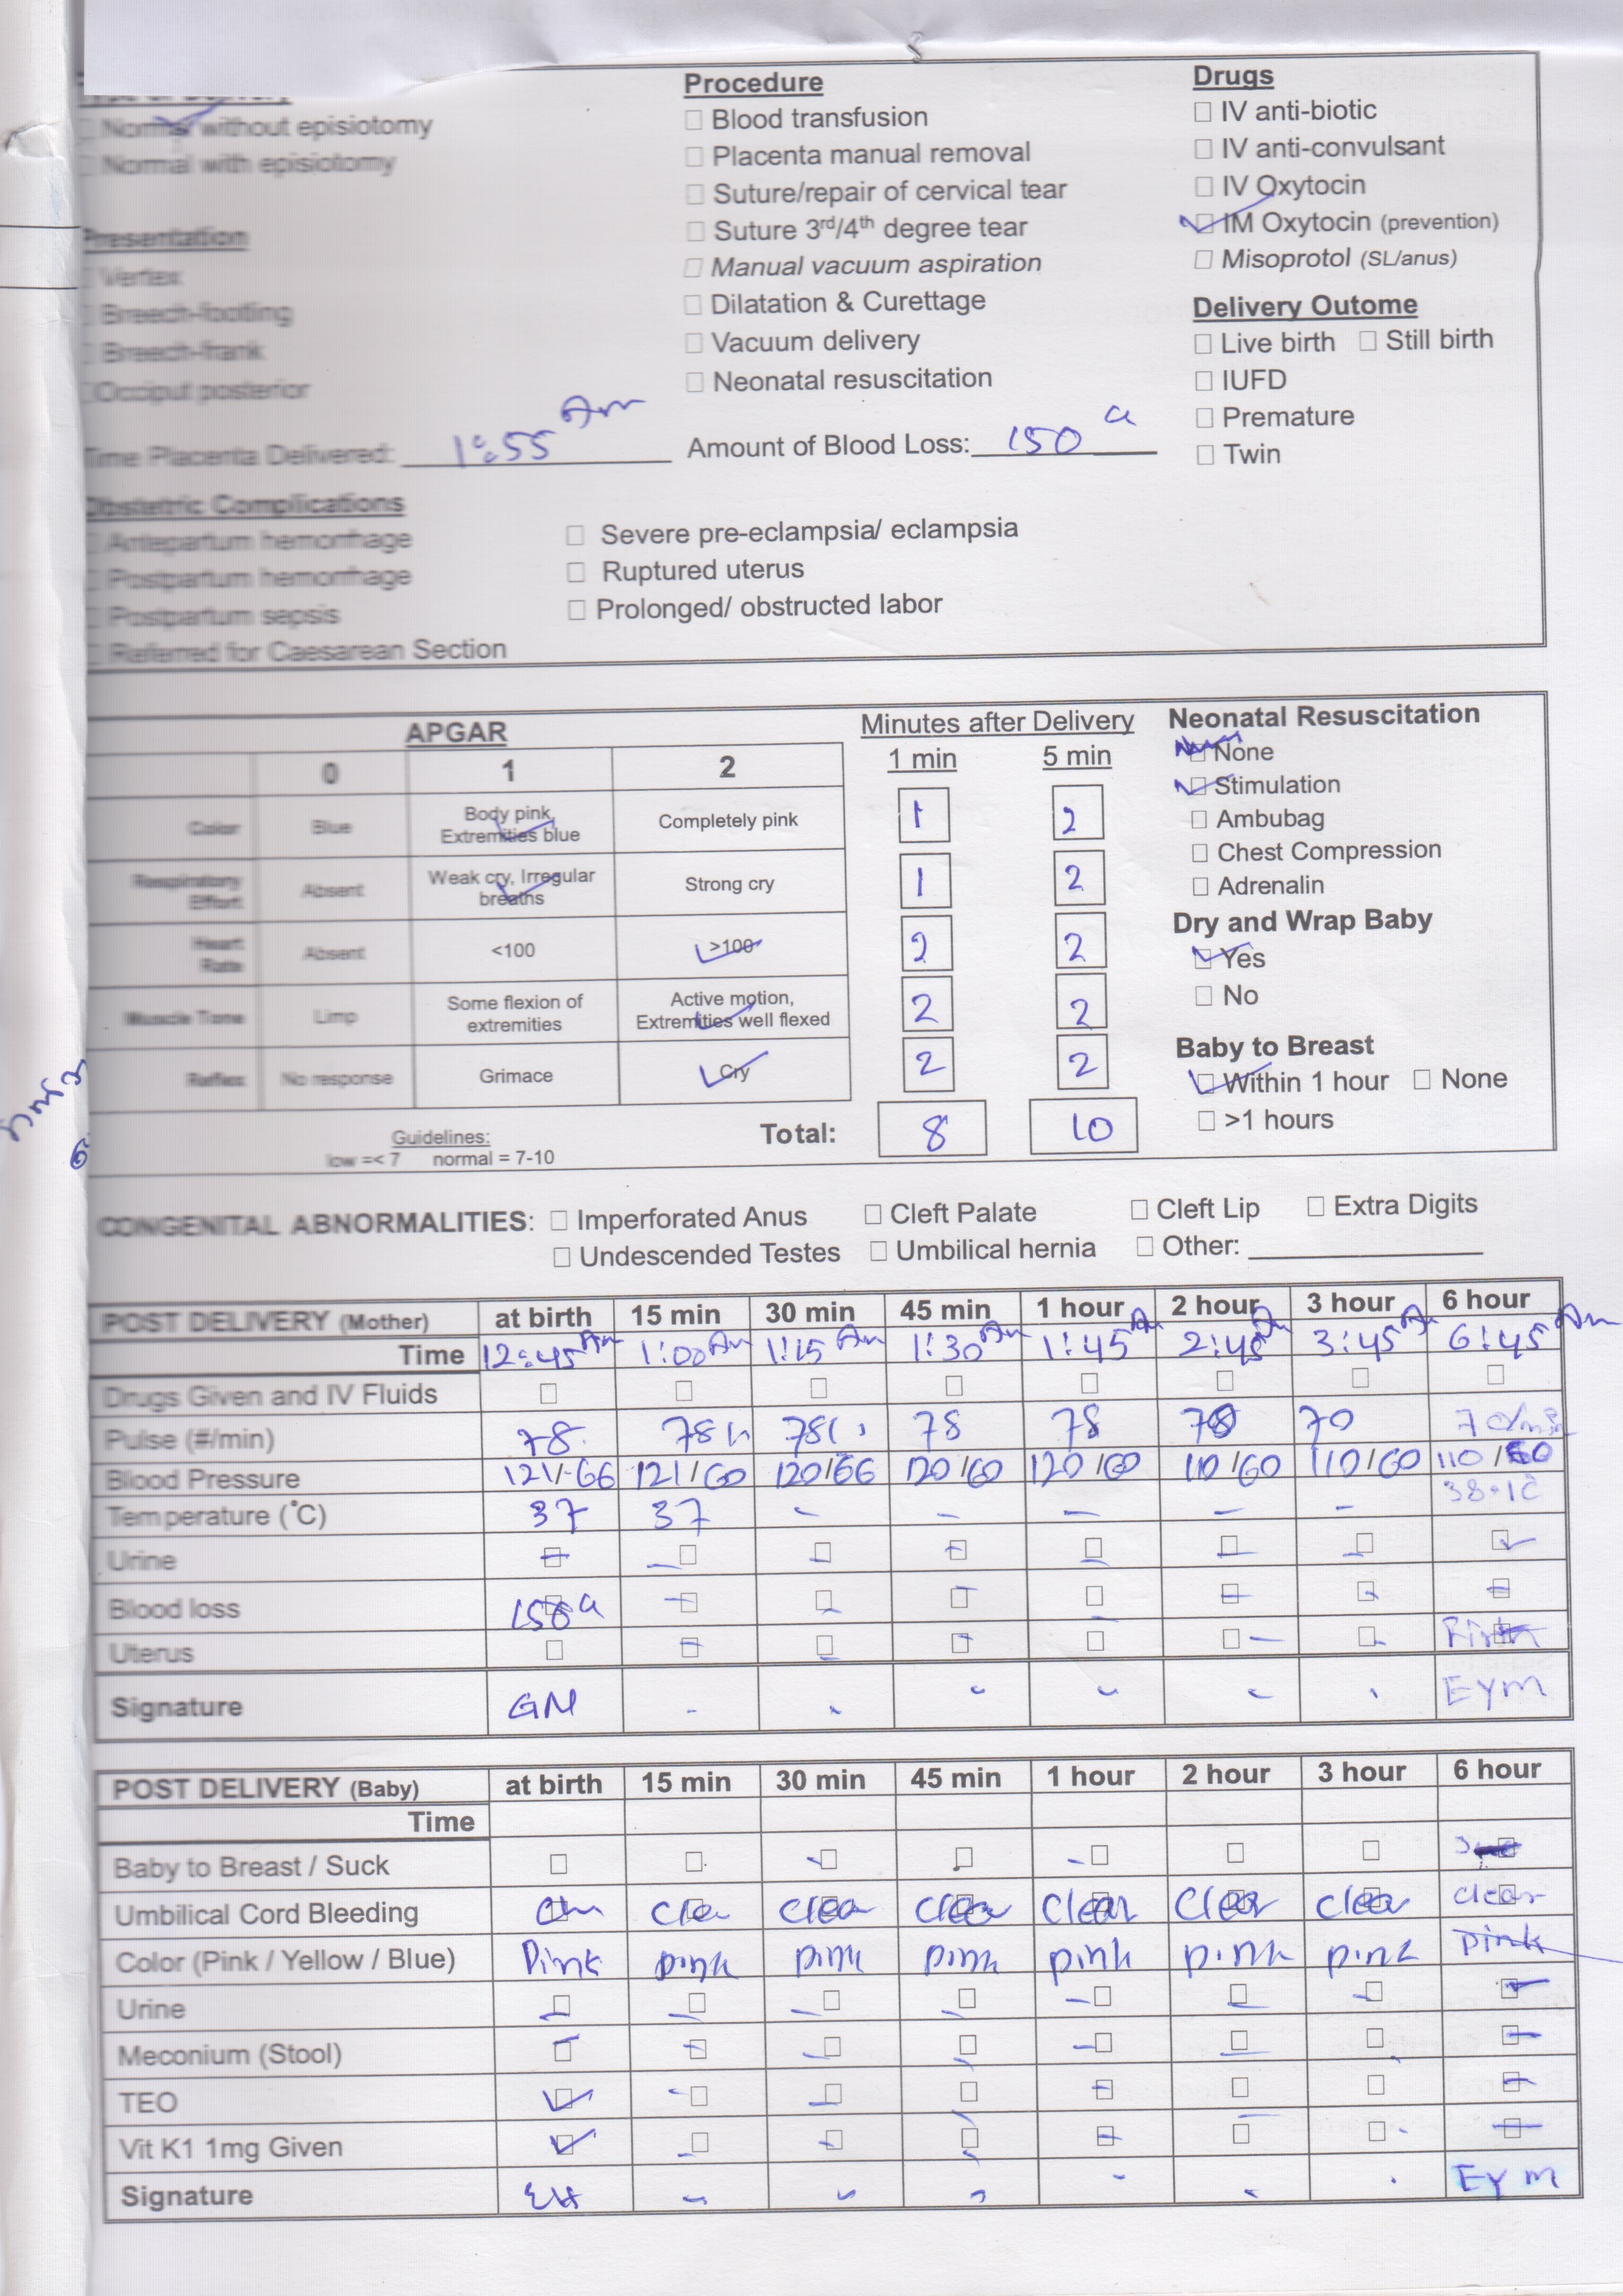 Type of Delivery
☑ Normal without episiotomy
☐ Normal with episiotomy
Presentation
☐ Vertex
☐ Breech-footling
☐ Breech-frank
☐ Occiput posterior
Time Placenta Delivered: 1:55 Am
Procedure
☐ Blood transfusion
☐ Placenta manual removal
☐ Suture/repair of cervical tear
☐ Suture 3rd/4th degree tear
☐ Manual vacuum aspiration
☐ Dilatation & Curettage
☐ Vacuum delivery
☐ Neonatal resuscitation
Amount of Blood Loss: 150
Drugs
☐ IV anti-biotic
☐ IV anti-convulsant
☐ IV Oxytocin
☑ IM Oxytocin (prevention)
☐ Misoprotol (SL/anus)
Delivery Outome
☐ Live birth ☐ Still birth
☐ IUFD
☐ Premature
☐ Twin
Obstetric Complications
☐ Antepartum hemorrhage ☐ Severe pre-eclampsia/ eclampsia
☐ Postpartum hemorrhage ☐ Ruptured uterus
☐ Postpartum sepsis ☐ Prolonged/ obstructed labor
☐ Referred for Caesarean Section
APGAR Minutes after Delivery
0 1 2 1 min 5 min
Color Blue Body pink, Extremities blue Completely pink 1 2
Respiratory Effort Absent Weak cry, Irregular breaths Strong cry 1 2
Heart Rate Absent <100 >100 2 2
Muscle Tone Limp Some flexion of extremities Active motion, Extremities well flexed 2 2
Reflex No response Grimace Cry 2 2
Total: 8 10
Guidelines:
low =< 7 normal = 7-10
Neonatal Resuscitation
☐ None
☑ Stimulation
☐ Ambubag
☐ Chest Compression
☐ Adrenalin
Dry and Wrap Baby
☑ Yes
☐ No
Baby to Breast
☑ Within 1 hour ☐ None
☐ >1 hours
CONGENITAL ABNORMALITIES: ☐ Imperforated Anus ☐ Cleft Palate ☐ Cleft Lip ☐ Extra Digits
☐ Undescended Testes ☐ Umbilical hernia ☐ Other:
POST DELIVERY (Mother) at birth 15 min 30 min 45 min 1 hour 2 hour 3 hour 6 hour
Time 12:45 Am 1:00 Am 1:15 Am 1:30 Am 1:45 Am 2:45 Am 3:45 Am 6:45 Am
Drugs Given and IV Fluids
Pulse (#/min) 78 78 78 78 78 78 70 70/min
Blood Pressure 121/66 121/60 120/66 120/60 120/60 110/60 110/60 110/60
Temperature (°C) 37 37 - - - - - 38.1c
Urine
Blood loss 150
Uterus
Signature GM EYM
POST DELIVERY (Baby) at birth 15 min 30 min 45 min 1 hour 2 hour 3 hour 6 hour
Time
Baby to Breast / Suck
Umbilical Cord Bleeding clea clea clea clear clear clear clear
Color (Pink / Yellow / Blue) Pink pink pink pink pink pink pink pink
Urine
Meconium (Stool)
TEO
Vit K1 1mg Given
Signature EYM